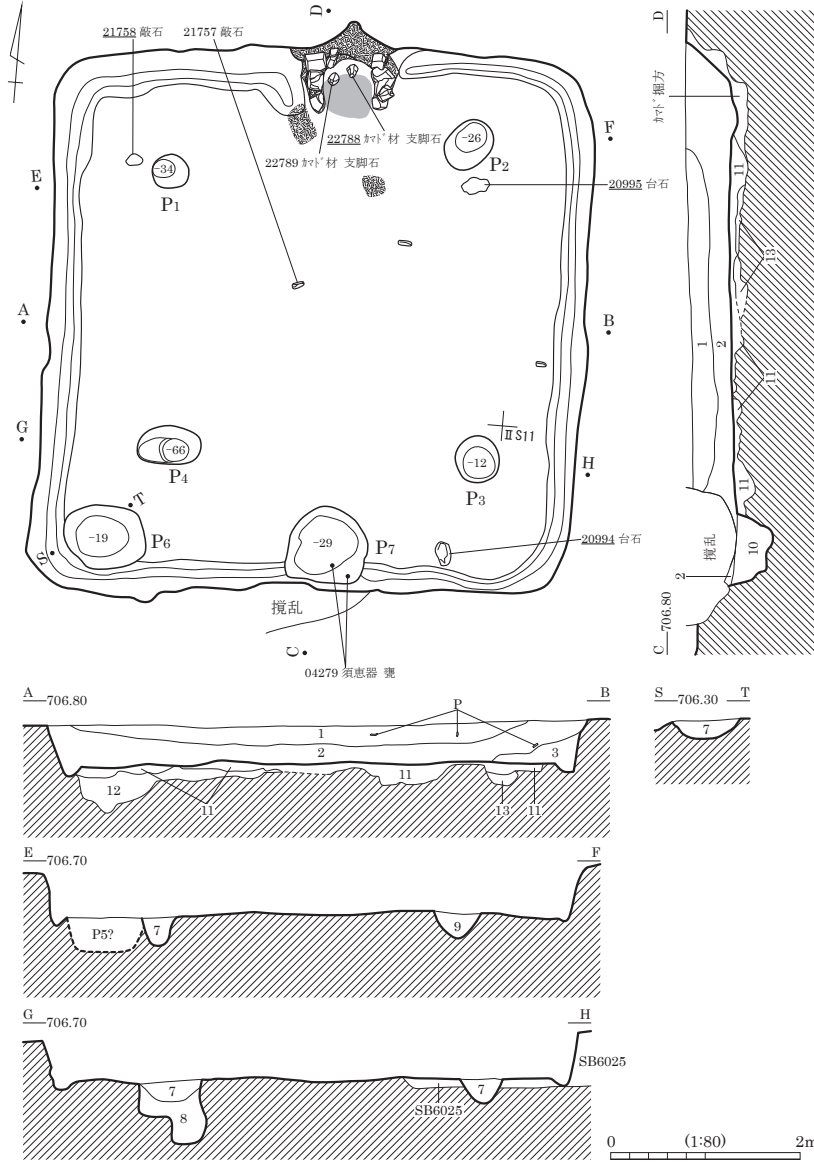 D
D
21758 敲石
21757 敲石
カマド掘方
22788 カマド材 支脚石
22789 カマド材 支脚石
F
-26
P2
-34
P1
E
20995 台石
11
13
A
B
1
2
11
G
ⅡS11
-66
P4
-12
P3
H
11
T
-19
P6
-29
P7
20994 台石
S
撹乱
10
2
撹乱
C
04279 須恵器 甕
C 706.80
A 706.80
B
P
1
2
3
11
12
11
13
11
S 706.30 T
7
E 706.70
F
P5?
7
9
G 706.70
H
SB6025
7
8
7
SB6025
0 (1:80) 2m